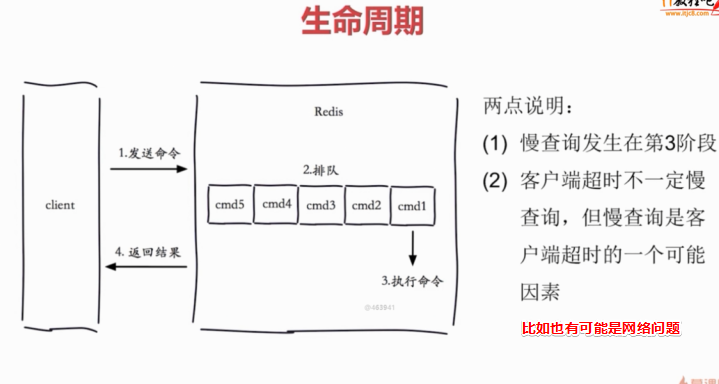 生命周期
www.itjc8.com
Redis
两点说明：
(1) 慢查询发生在第3阶段
(2) 客户端超时不一定慢
查询，但慢查询是客
户端超时的一个可能
因素
比如也有可能是网络问题
client
1.发送命令
4. 返回结果
2.排队
cmd5 cmd4 cmd3 cmd2 cmd1
3.执行命令
@493941